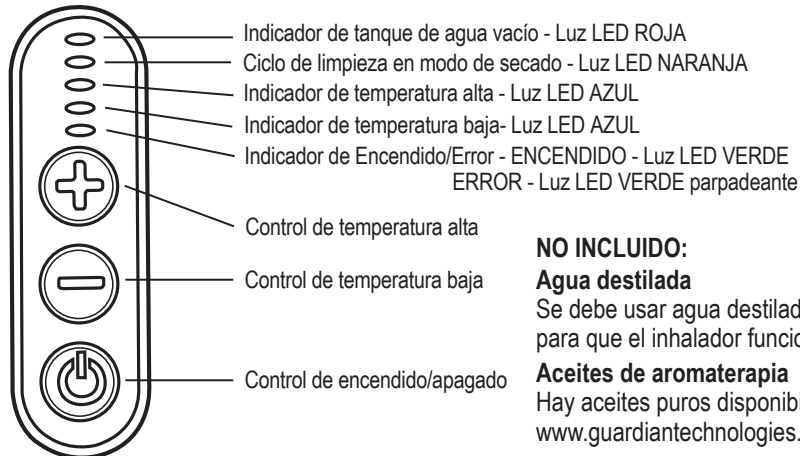 Indicador de tanque de agua vacío - Luz LED ROJA
Ciclo de limpieza en modo de secado - Luz LED NARANJA
Indicador de temperatura alta - Luz LED AZUL
Indicador de temperatura baja- Luz LED AZUL
Indicador de Encendido/Error - ENCENDIDO - Luz LED VERDE
ERROR - Luz LED VERDE parpadeante
Control de temperatura alta
Control de temperatura baja
Control de encendido/apagado
NO INCLUIDO:
Agua destilada
Se debe usar agua
para que el inhalador
Aceites de aromaterapia
Hay aceites puros
www.guardiantechnologies.